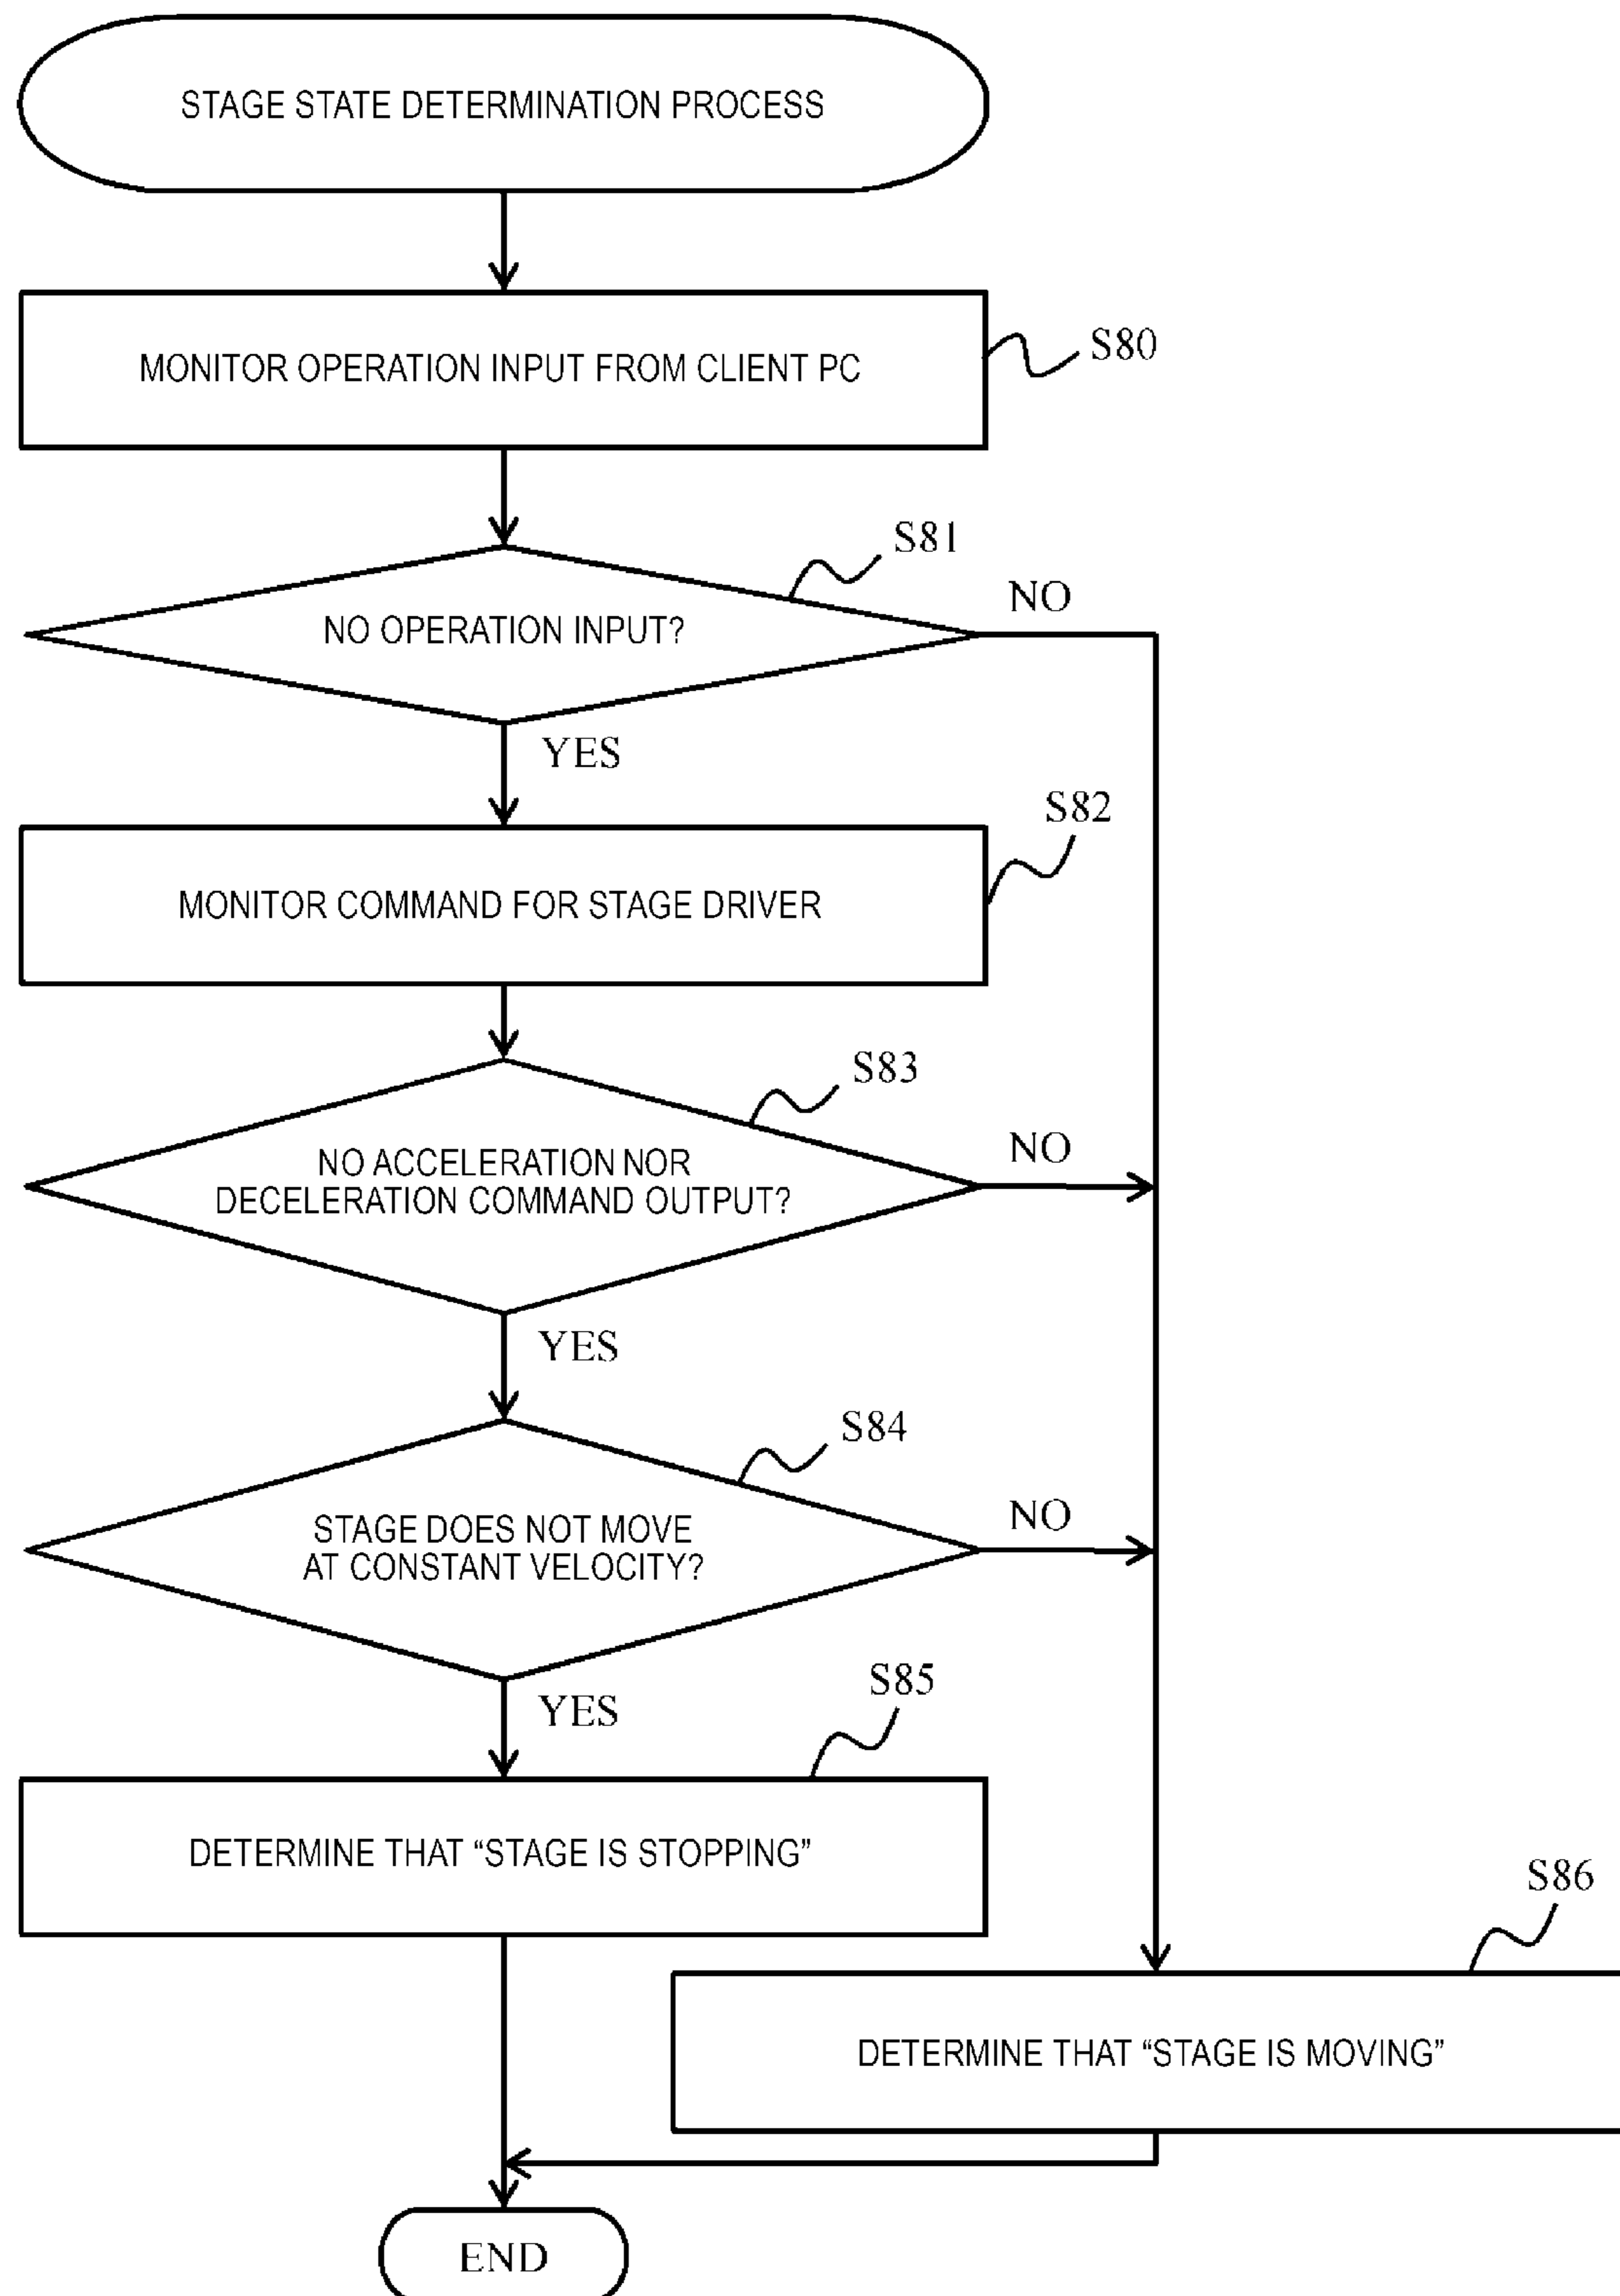 STAGE STATE DETERMINATION PROCESS
MONITOR OPERATION INPUT FROM CLIENT PC
S80
S81
NO OPERATION INPUT?
NO
YES
S82
MONITOR COMMAND FOR STAGE DRIVER
S83
NO ACCELERATION NOR
DECELERATION COMMAND OUTPUT?
NO
YES
S84
STAGE DOES NOT MOVE
AT CONSTANT VELOCITY?
NO
YES
S85
DETERMINE THAT “STAGE IS STOPPING”
S86
DETERMINE THAT “STAGE IS MOVING”
END